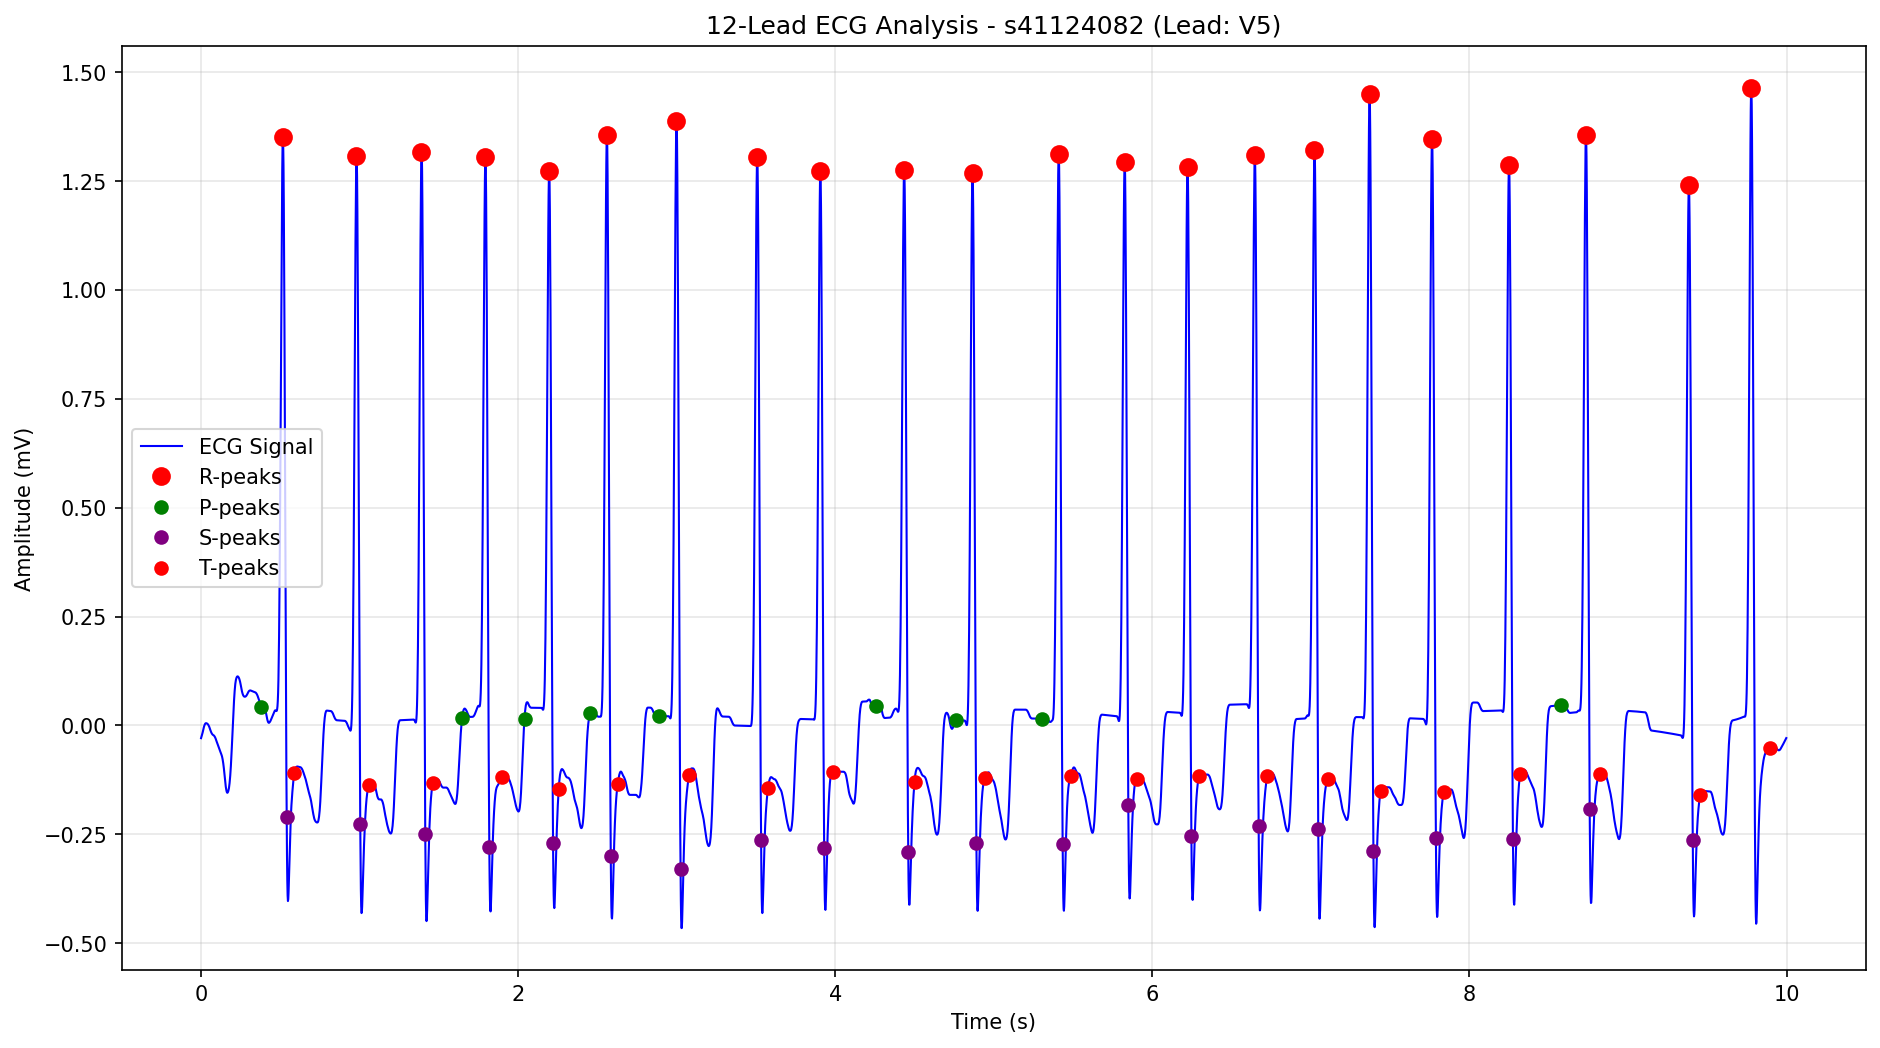 12-Lead ECG Analysis - s41124082 (Lead: V5)
Amplitude (mV)
1.50
1.25
1.00
0.75
0.50
0.25
0.00
−0.25
−0.50
ECG Signal
R-peaks
P-peaks
S-peaks
T-peaks
0
2
4
6
8
10
Time (s)